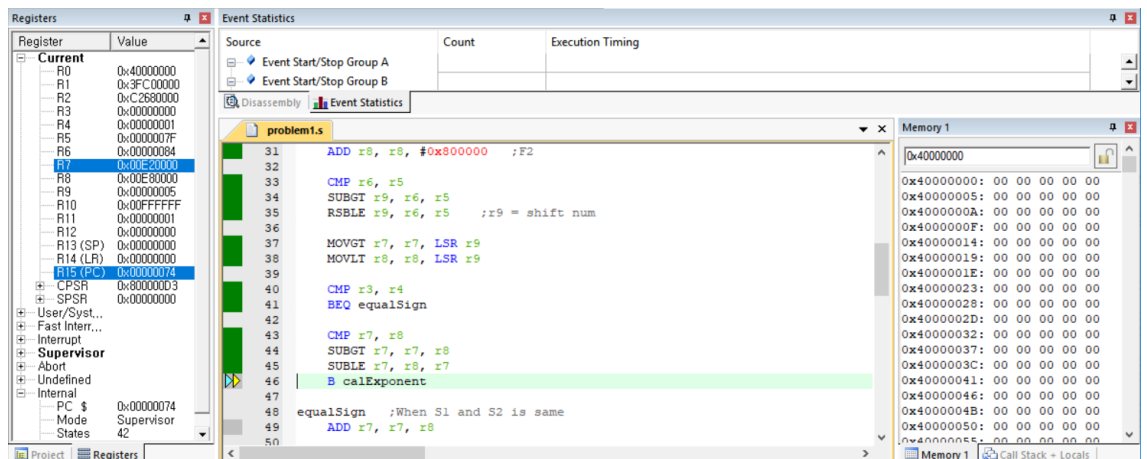 Registers
Register Value
Current
R0 0x40000000
R1 0x3FC00000
R2 0xC2680000
R3 0x00000000
R4 0x00000001
R5 0x0000007F
R6 0x00000084
R7 0x00E20000
R8 0x00E80000
R9 0x00000005
R10 0x00FFFFFF
R11 0x00000001
R12 0x00000000
R13 (SP) 0x00000000
R14 (LR) 0x00000000
R15 (PC) 0x00000074
CPSR 0x800000D3
SPSR 0x00000000
User/Syst...
Fast Interr,...
Interrupt
Supervisor
Abort
Undefined
Internal
PC $ 0x00000074
Mode Supervisor
States 42
Project Registers
Event Statistics
Source Count Execution Timing
Event Start/Stop Group A
Event Start/Stop Group B
Disassembly Event Statistics
problem1.s
31 ADD r8, r8, #0x800000 ;F2
32
33 CMP r6, r5
34 SUBGT r9, r6, r5
35 RSBLE r9, r6, r5 ;r9 = shift num
36
37 MOVGT r7, r7, LSR r9
38 MOVLT r8, r8, LSR r9
39
40 CMP r3, r4
41 BEQ equalSign
42
43 CMP r7, r8
44 SUBGT r7, r7, r8
45 SUBLE r7, r8, r7
46 B calExponent
47
48 equalSign ;When S1 and S2 is same
49 ADD r7, r7, r8
50
Memory 1
0x40000000
0x40000000: 00 00 00 00 00
0x40000005: 00 00 00 00 00
0x4000000A: 00 00 00 00 00
0x4000000F: 00 00 00 00 00
0x40000014: 00 00 00 00 00
0x40000019: 00 00 00 00 00
0x4000001E: 00 00 00 00 00
0x40000023: 00 00 00 00 00
0x40000028: 00 00 00 00 00
0x4000002D: 00 00 00 00 00
0x40000032: 00 00 00 00 00
0x40000037: 00 00 00 00 00
0x4000003C: 00 00 00 00 00
0x40000041: 00 00 00 00 00
0x40000046: 00 00 00 00 00
0x4000004B: 00 00 00 00 00
0x40000050: 00 00 00 00 00
0x40000055: 00 00 00 00 00
Memory 1 Call Stack + Locals